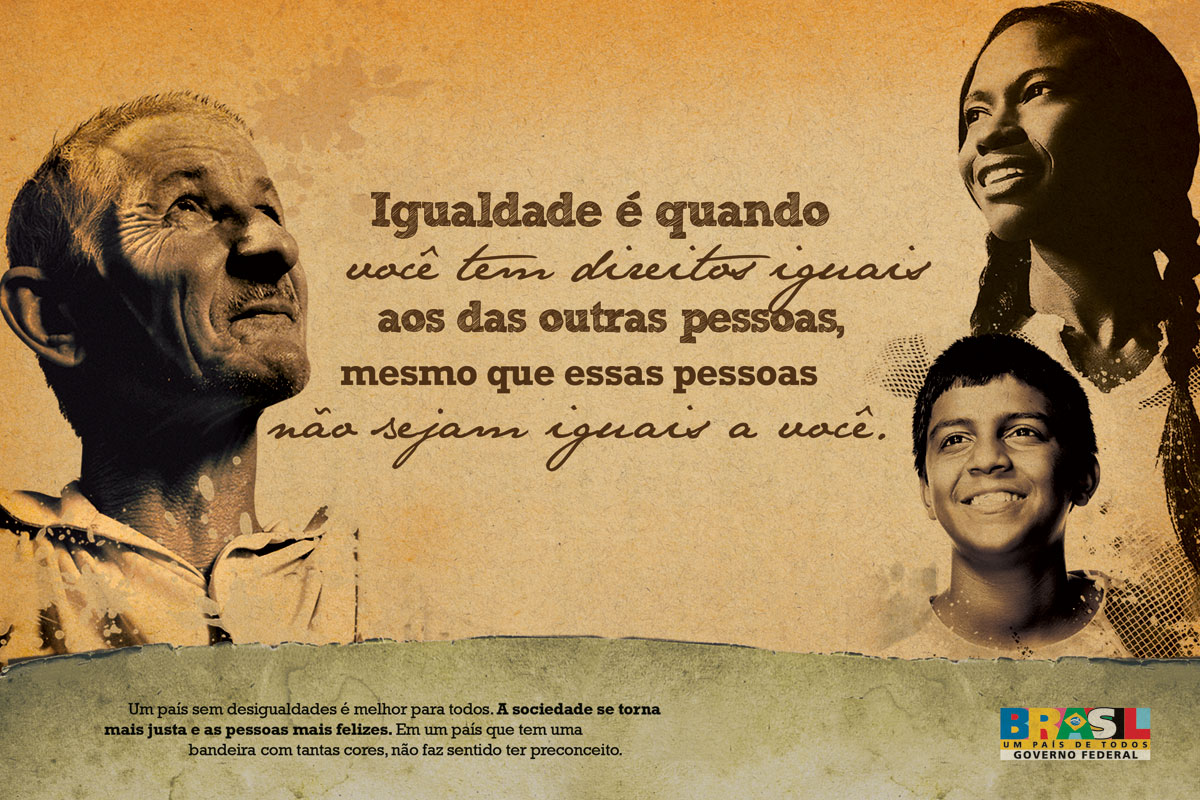 Igualdade é quando
você tem direitos iguais
aos das outras pessoas,
mesmo que essas pessoas
não sejam iguais a você.
Um país sem desigualdades é melhor para todos. A sociedade se torna
mais justa e as pessoas mais felizes. Em um país que tem uma
bandeira com tantas cores, não faz sentido ter preconceito.
BRASIL
UM PAÍS DE TODOS
GOVERNO FEDERAL